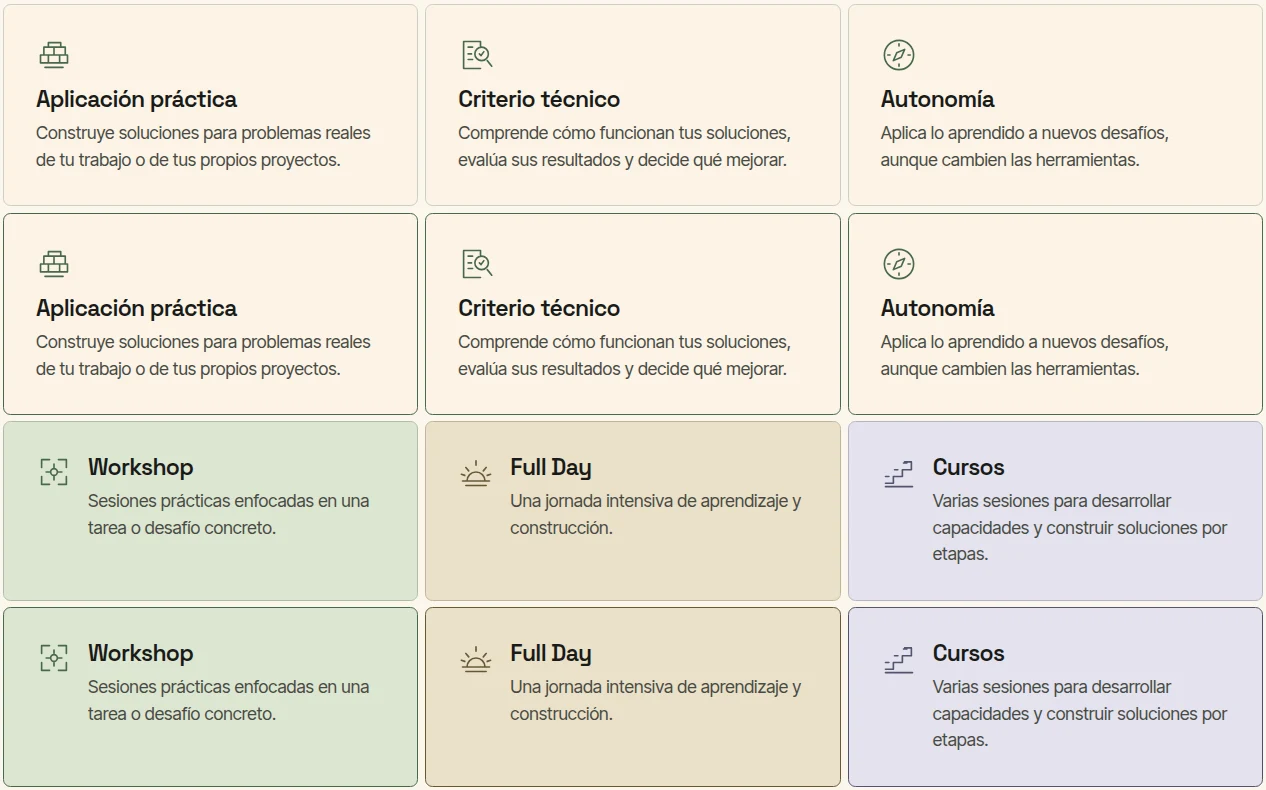 Aplicación práctica
Construye soluciones para problemas reales
de tu trabajo o de tus propios proyectos.
Criterio técnico
Comprende cómo funcionan tus soluciones,
evalúa sus resultados y decide qué mejorar.
Autonomía
Aplica lo aprendido a nuevos desafíos,
aunque cambien las herramientas.
Aplicación práctica
Construye soluciones para problemas reales
de tu trabajo o de tus propios proyectos.
Criterio técnico
Comprende cómo funcionan tus soluciones,
evalúa sus resultados y decide qué mejorar.
Autonomía
Aplica lo aprendido a nuevos desafíos,
aunque cambien las herramientas.
Workshop
Sesiones prácticas enfocadas en una
tarea o desafío concreto.
Full Day
Una jornada intensiva de aprendizaje y
construcción.
Cursos
Varias sesiones para desarrollar
capacidades y construir soluciones por
etapas.
Workshop
Sesiones prácticas enfocadas en una
tarea o desafío concreto.
Full Day
Una jornada intensiva de aprendizaje y
construcción.
Cursos
Varias sesiones para desarrollar
capacidades y construir soluciones por
etapas.